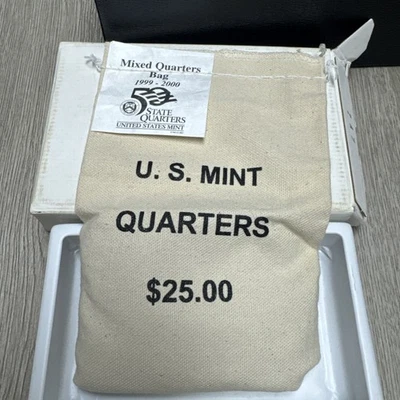 Mixed Quarters
Bag
1999 - 2000
50
STATE
QUARTERS
UNITED STATES MINT
U. S. MINT
QUARTERS
$25.00